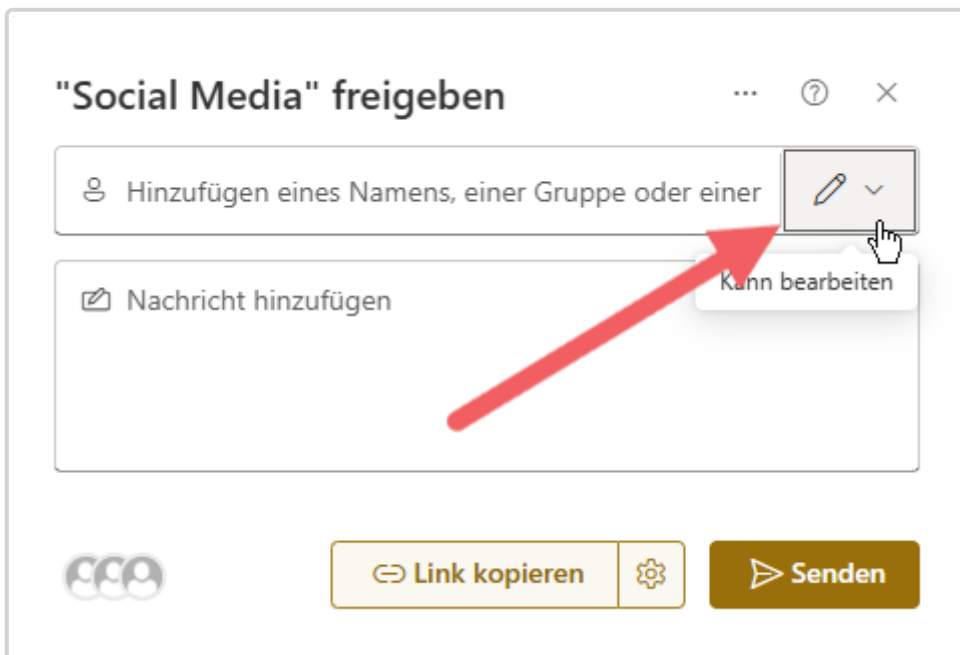 "Social Media" freigeben
Hinzufügen eines Namens, einer Gruppe oder einer
Kann bearbeiten
Nachricht hinzufügen
Link kopieren
Senden